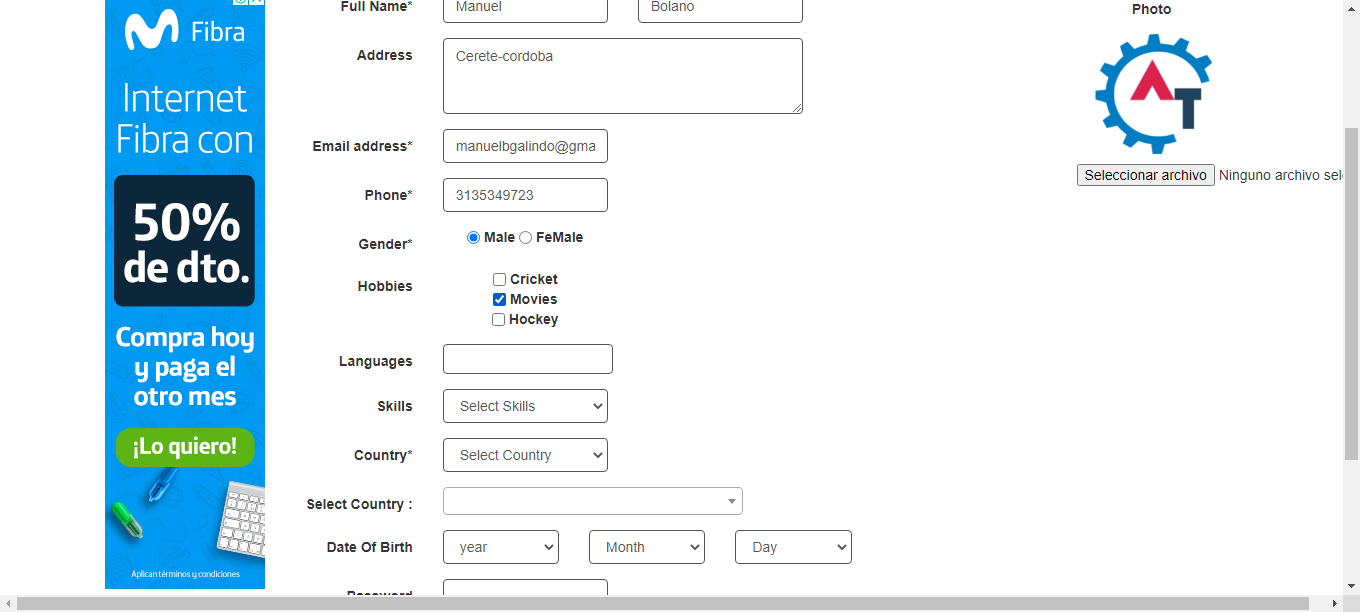 Fibra
Internet
Fibra con
50%
de dto.
Compra hoy
y paga el
otro mes
¡Lo quiero!
Aplican términos y condiciones
Full Name* Manuel Bolano
Address Cerete-cordoba
Email address* manuelbgalindo@gma
Phone* 3135349723
Gender* Male FeMale
Hobbies Cricket
Movies
Hockey
Languages
Skills Select Skills
Country* Select Country
Select Country :
Date Of Birth year Month Day
Password
Photo
AT
Seleccionar archivo Ninguno archivo sel